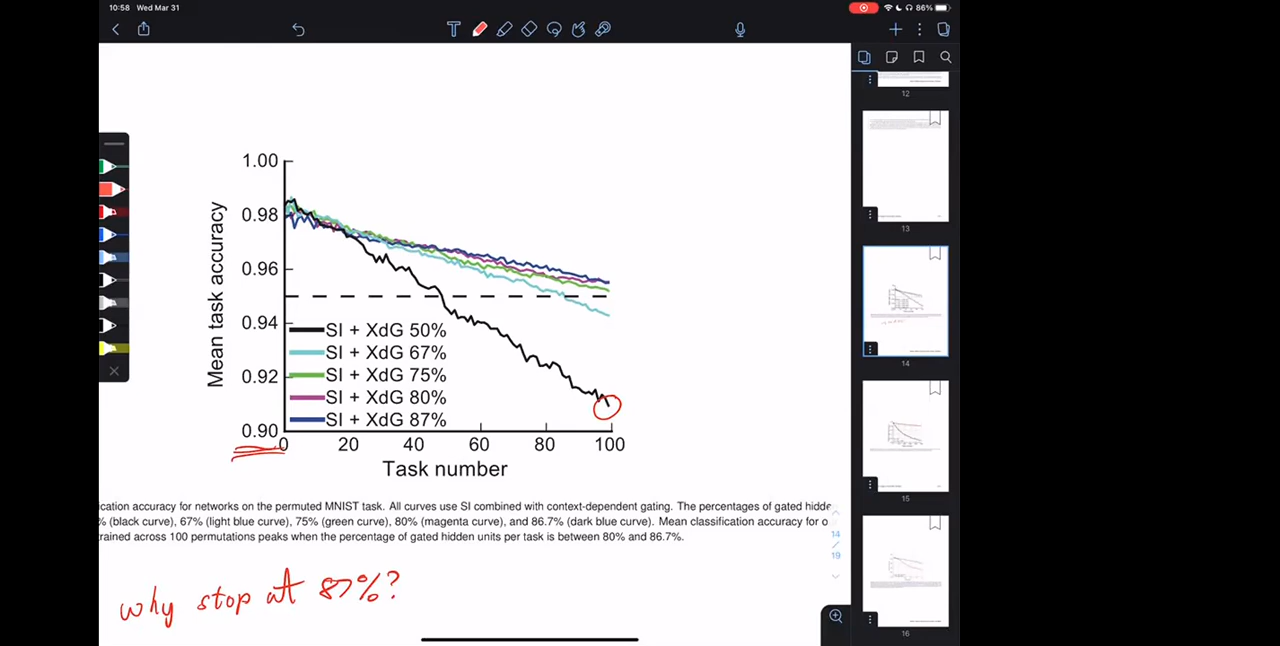 10:58 Wed Mar 31
86%
T
12
13
14
15
16
1.00
0.98
0.96
0.94
0.92
0.90
Mean task accuracy
SI + XdG 50%
SI + XdG 67%
SI + XdG 75%
SI + XdG 80%
SI + XdG 87%
0 20 40 60 80 100
Task number
ication accuracy for networks on the permuted MNIST task. All curves use SI combined with context-dependent gating. The percentages of gated hidde
% (black curve), 67% (light blue curve), 75% (green curve), 80% (magenta curve), and 86.7% (dark blue curve). Mean classification accuracy for o
trained across 100 permutations peaks when the percentage of gated hidden units per task is between 80% and 86.7%.
14
/
19
why stop at 87%?